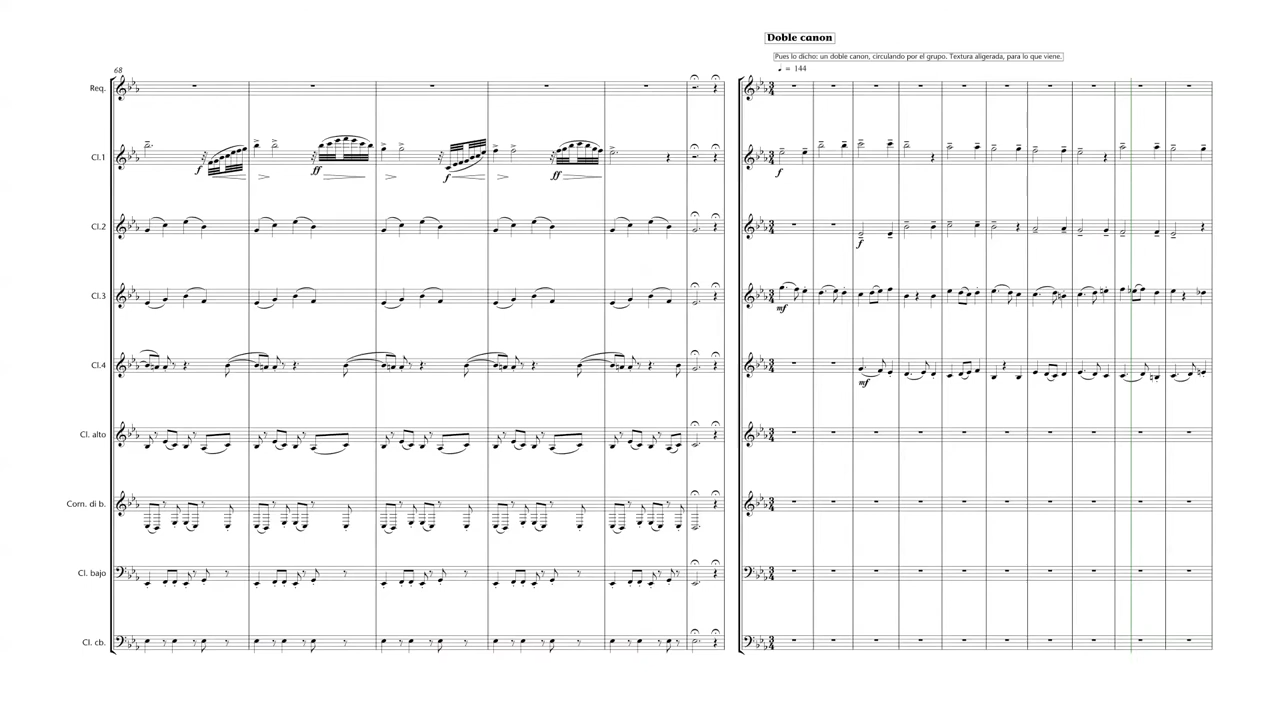 Doble canon
Pues lo dicho: un doble canon, circulando por el grupo. Textura aligerada, para lo que viene.
♩ = 144
68
Req.
Cl.1
f
ff
f
ff
f
Cl.2
f
Cl.3
mf
Cl.4
mf
Cl. alto
Corn. di b.
Cl. bajo
Cl. cb.
3
4